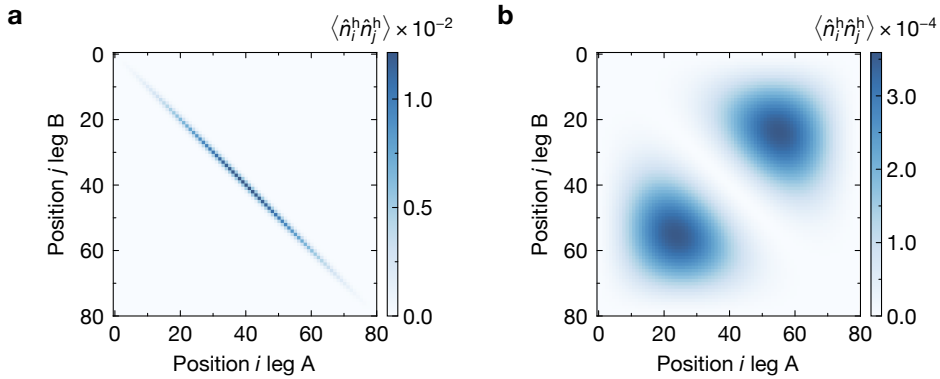 a
⟨n̂ᵢʰn̂ⱼʰ⟩ × 10⁻²
0
20
40
60
80
Position j leg B
0 20 40 60 80
Position i leg A
1.0
0.5
0.0
b
⟨n̂ᵢʰn̂ⱼʰ⟩ × 10⁻⁴
0
20
40
60
80
Position j leg B
0 20 40 60 80
Position i leg A
3.0
2.0
1.0
0.0